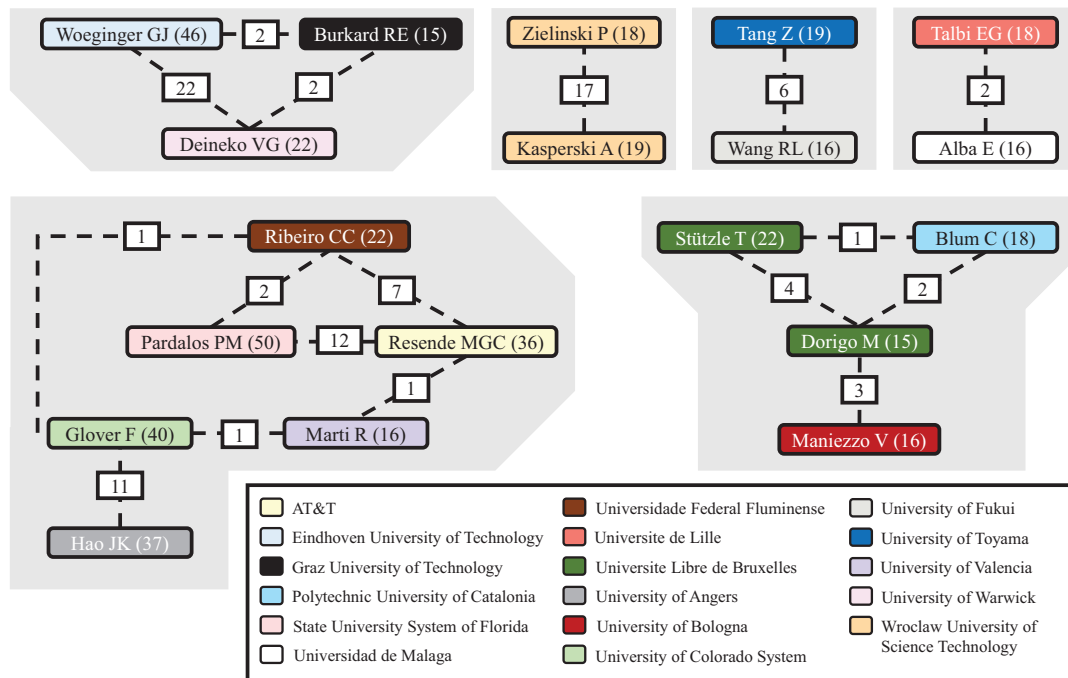 Woeginger GJ (46)
2
Burkard RE (15)
22
2
Deineko VG (22)
Zielinski P (18)
17
Kasperski A (19)
Tang Z (19)
6
Wang RL (16)
Talbi EG (18)
2
Alba E (16)
1
Ribeiro CC (22)
2
7
Pardalos PM (50)
12
Resende MGC (36)
1
Glover F (40)
1
Marti R (16)
11
Hao JK (37)
Stützle T (22)
1
Blum C (18)
4
2
Dorigo M (15)
3
Maniezzo V (16)
AT&T
Eindhoven University of Technology
Graz University of Technology
Polytechnic University of Catalonia
State University System of Florida
Universidad de Malaga
Universidade Federal Fluminense
Universite de Lille
Universite Libre de Bruxelles
University of Angers
University of Bologna
University of Colorado System
University of Fukui
University of Toyama
University of Valencia
University of Warwick
Wroclaw University of
Science Technology